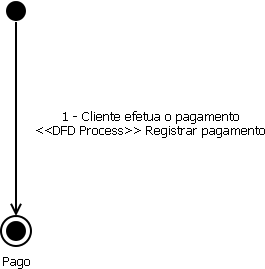 1 - Cliente efetua o pagamento
<<DFD Process>> Registrar pagamento
Pago